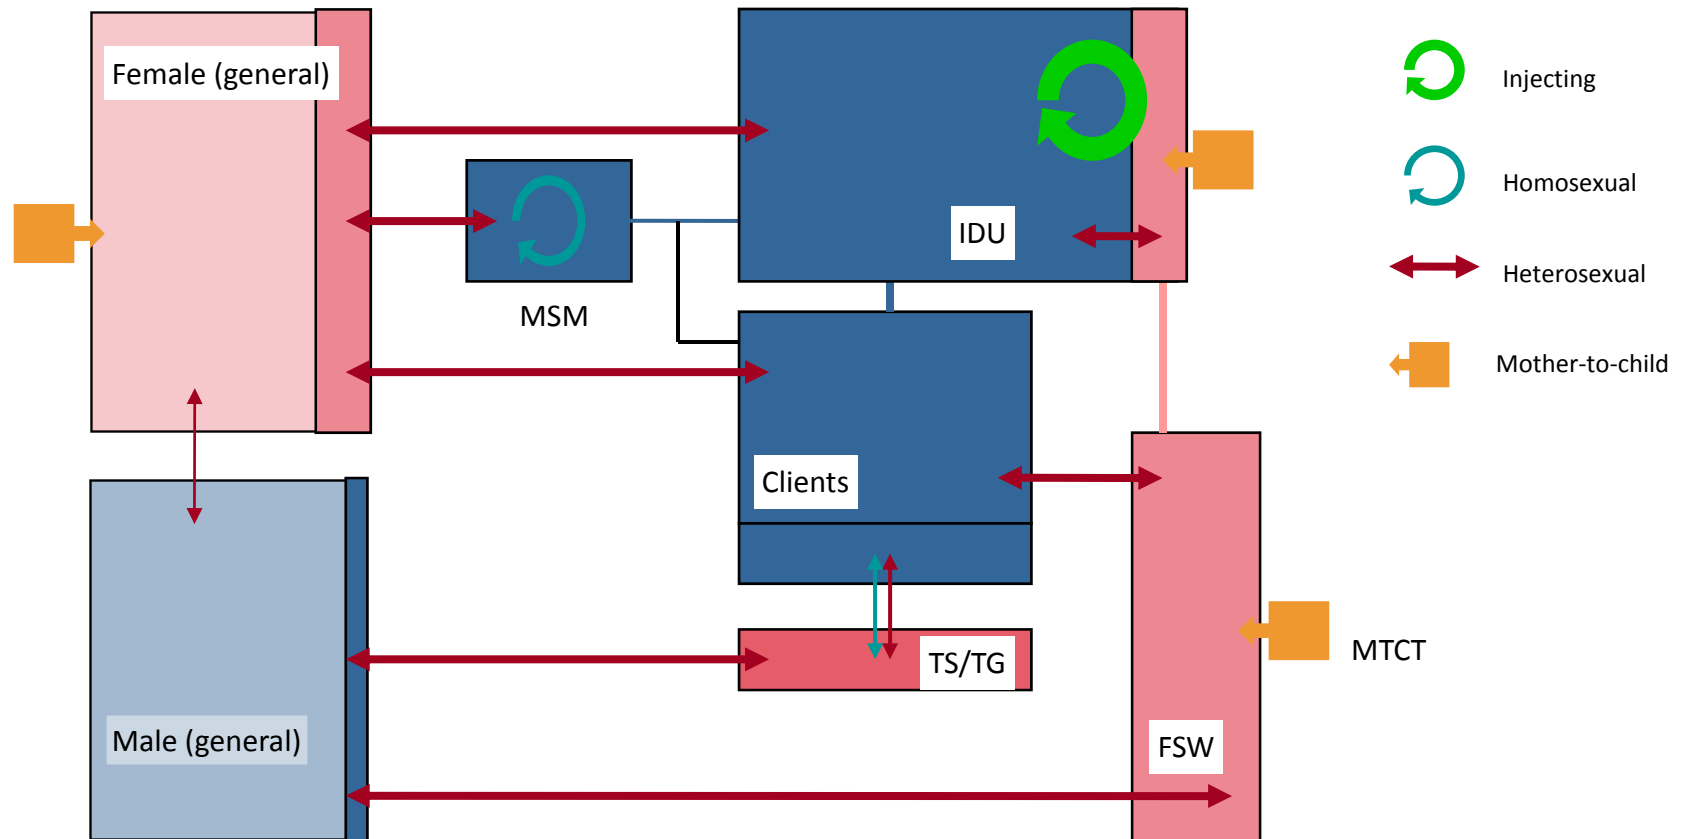 Female (general)
Injecting
Homosexual
IDU
Heterosexual
MSM
Mother-to-child
Clients
TS/TG
MTCT
Male (general)
FSW